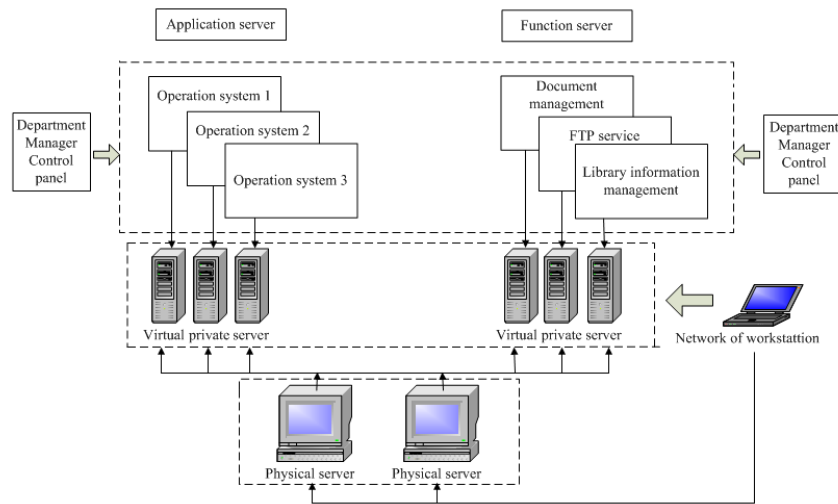 Application server
Function server
Operation system 1
Operation system 2
Operation system 3
Document
management
FTP service
Library information
management
Department
Manager
Control
panel
Department
Manager
Control
panel
Virtual private server
Virtual private server
Network of workstattion
Physical server
Physical server